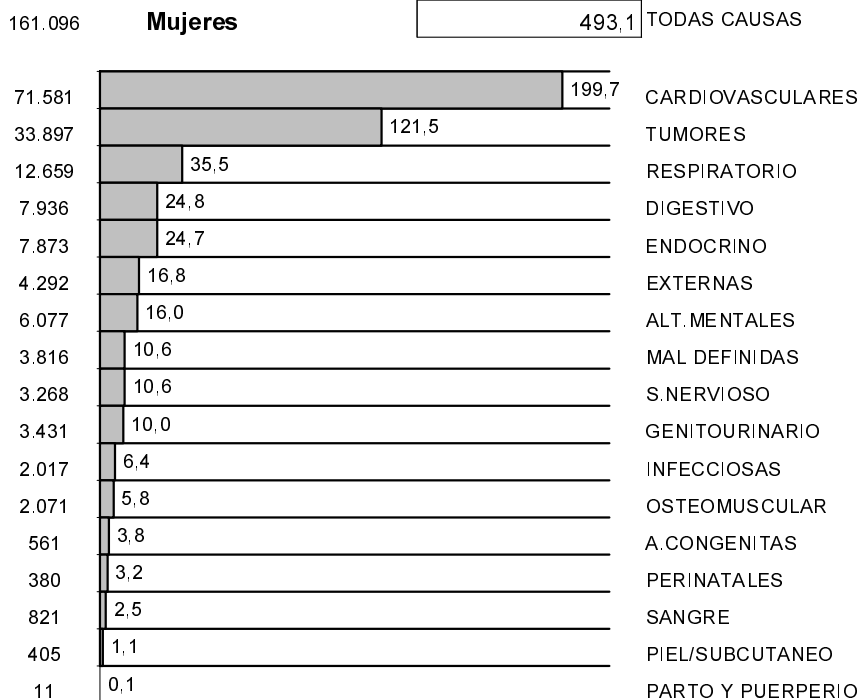 161.096 Mujeres 493,1 TODAS CAUSAS
71.581 199,7 CARDIOVASCULARES
33.897 121,5 TUMORES
12.659 35,5 RESPIRATORIO
7.936 24,8 DIGESTIVO
7.873 24,7 ENDOCRINO
4.292 16,8 EXTERNAS
6.077 16,0 ALT.MENTALES
3.816 10,6 MAL DEFINIDAS
3.268 10,6 S.NERVIOSO
3.431 10,0 GENITOURINARIO
2.017 6,4 INFECCIOSAS
2.071 5,8 OSTEOMUSCULAR
561 3,8 A.CONGENITAS
380 3,2 PERINATALES
821 2,5 SANGRE
405 1,1 PIEL/SUBCUTANEO
11 0,1 PARTO Y PUERPERIO